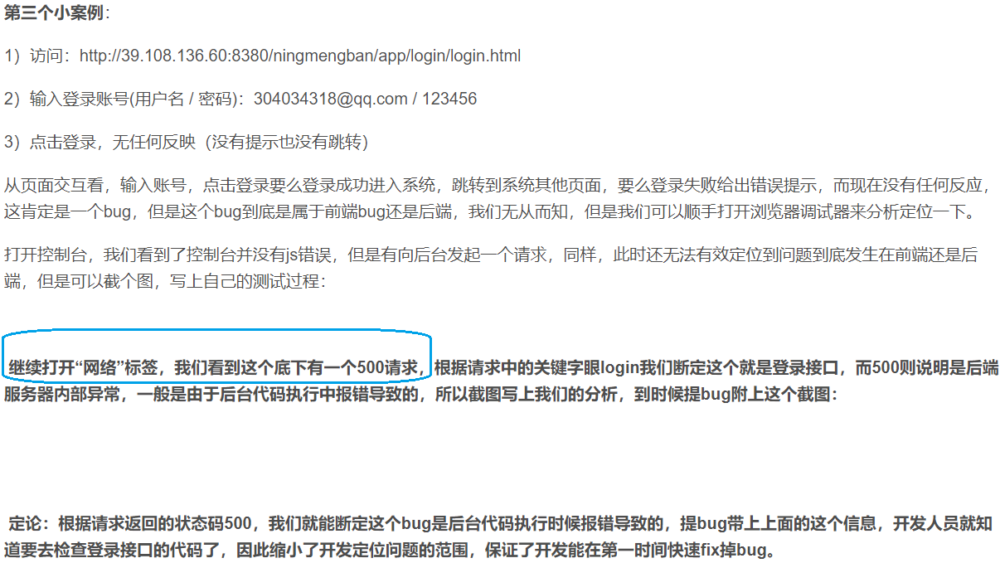 第三个小案例：
1）访问：http://39.108.136.60:8380/ningmengban/app/login/login.html
2）输入登录账号(用户名 / 密码)：304034318@qq.com / 123456
3）点击登录，无任何反映（没有提示也没有跳转）
从页面交互看，输入账号，点击登录要么登录成功进入系统，跳转到系统其他页面，要么登录失败给出错误提示，而现在没有任何反应，
这肯定是一个bug，但是这个bug到底是属于前端bug还是后端，我们无从而知，但是我们可以顺手打开浏览器调试器来分析定位一下。
打开控制台，我们看到了控制台并没有js错误，但是有向后台发起一个请求，同样，此时还无法有效定位到问题到底发生在前端还是后
端，但是可以截个图，写上自己的测试过程：
继续打开“网络”标签，我们看到这个底下有一个500请求，根据请求中的关键字眼login我们断定这个就是登录接口，而500则说明是后端
服务器内部异常，一般是由于后台代码执行中报错导致的，所以截图写上我们的分析，到时候提bug附上这个截图：
定论：根据请求返回的状态码500，我们就能断定这个bug是后台代码执行时候报错导致的，提bug带上上面的这个信息，开发人员就知
道要去检查登录接口的代码了，因此缩小了开发定位问题的范围，保证了开发能在第一时间快速fix掉bug。